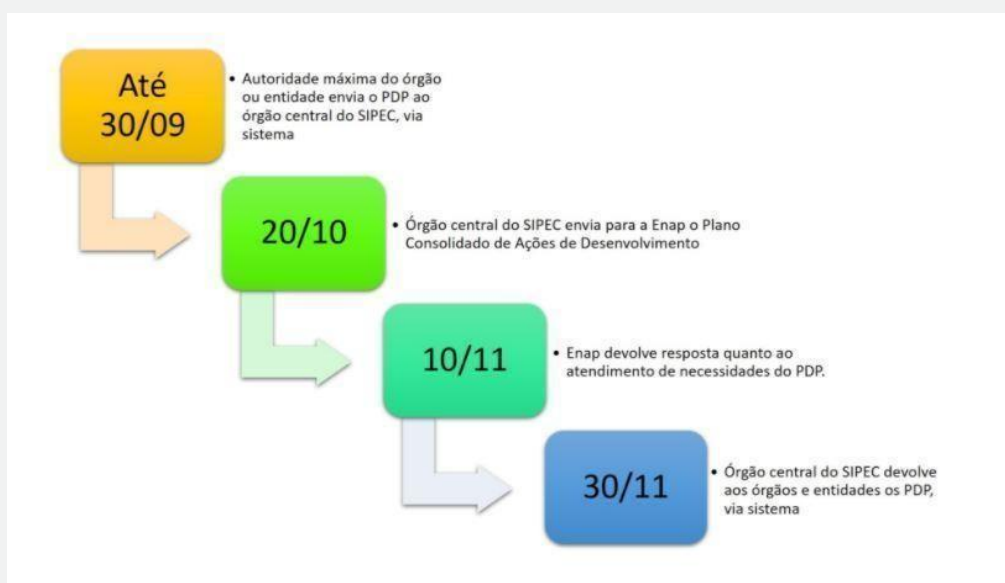 Até
30/09
• Autoridade máxima do órgão
ou entidade envia o PDP ao
órgão central do SIPEC, via
sistema
20/10
• Órgão central do SIPEC envia para a Enap o Plano
Consolidado de Ações de Desenvolvimento
10/11
• Enap devolve resposta quanto ao
atendimento de necessidades do PDP.
30/11
• Órgão central do SIPEC devolve
aos órgãos e entidades os PDP,
via sistema